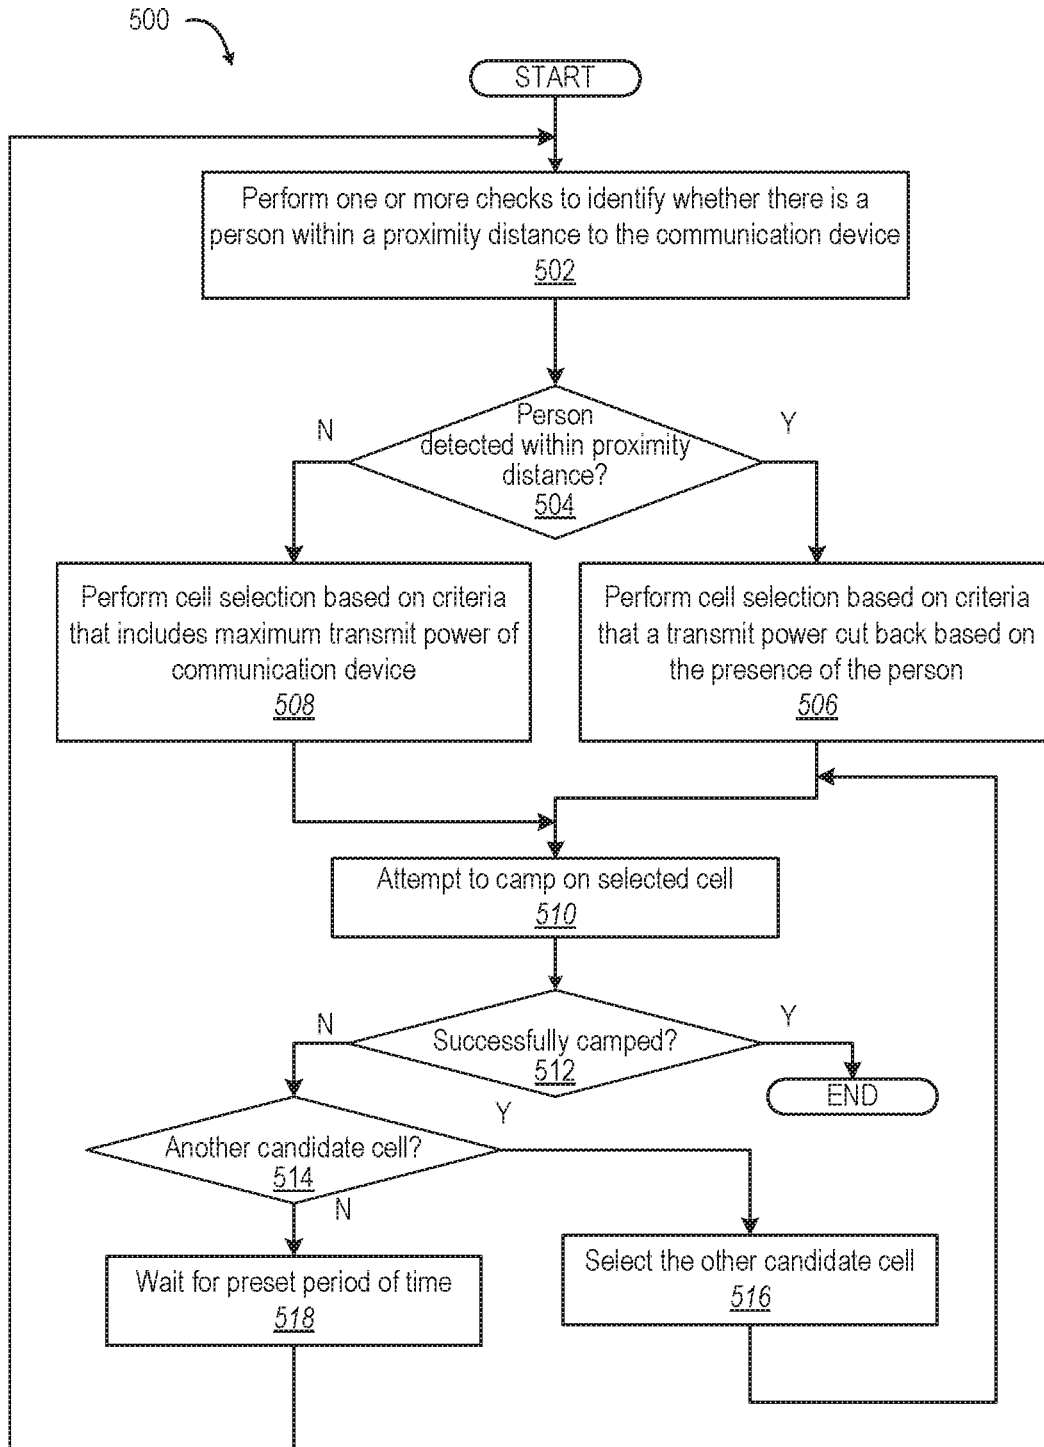 500
START
Perform one or more checks to identify whether there is a
person within a proximity distance to the communication device
502
Person
detected within proximity
distance?
504
N
Y
Perform cell selection based on criteria
that includes maximum transmit power of
communication device
508
Perform cell selection based on criteria
that a transmit power cut back based on
the presence of the person
506
Attempt to camp on selected cell
510
Successfully camped?
512
N
Y
END
Another candidate cell?
514
Y
N
Wait for preset period of time
518
Select the other candidate cell
516